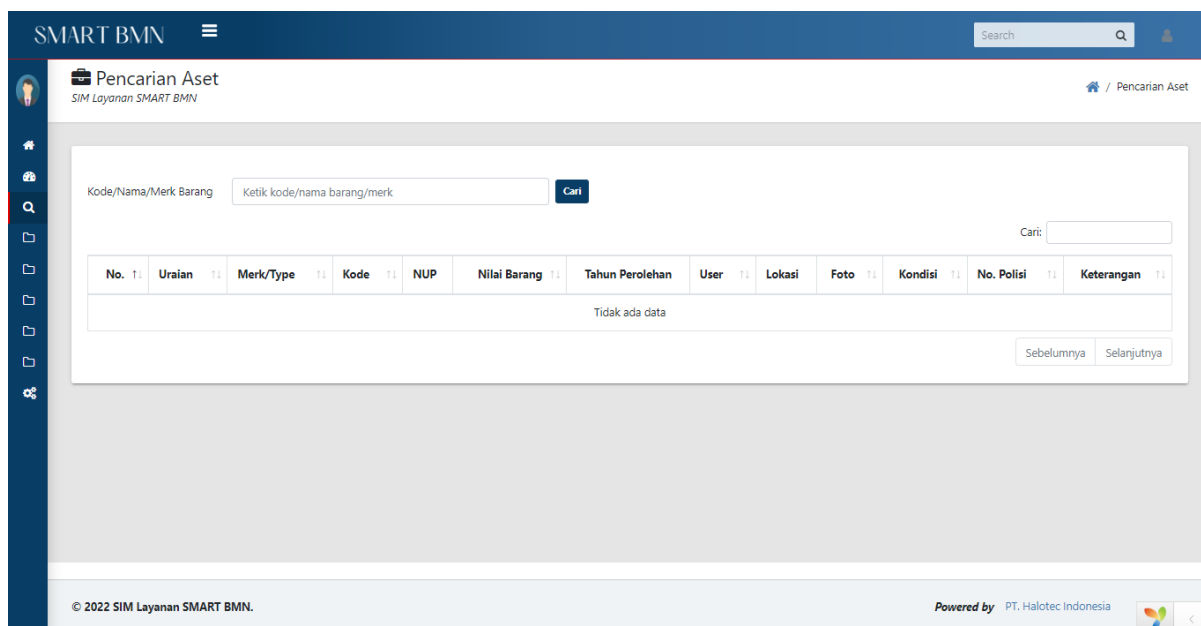 SMART BMN
Search
Pencarian Aset
SIM Layanan SMART BMN
/ Pencarian Aset
Kode/Nama/Merk Barang
Ketik kode/nama barang/merk
Cari
Cari:
No. Uraian Merk/Type Kode NUP Nilai Barang Tahun Perolehan User Lokasi Foto Kondisi No. Polisi Keterangan
Tidak ada data
Sebelumnya Selanjutnya
© 2022 SIM Layanan SMART BMN.
Powered by PT. Halotec Indonesia